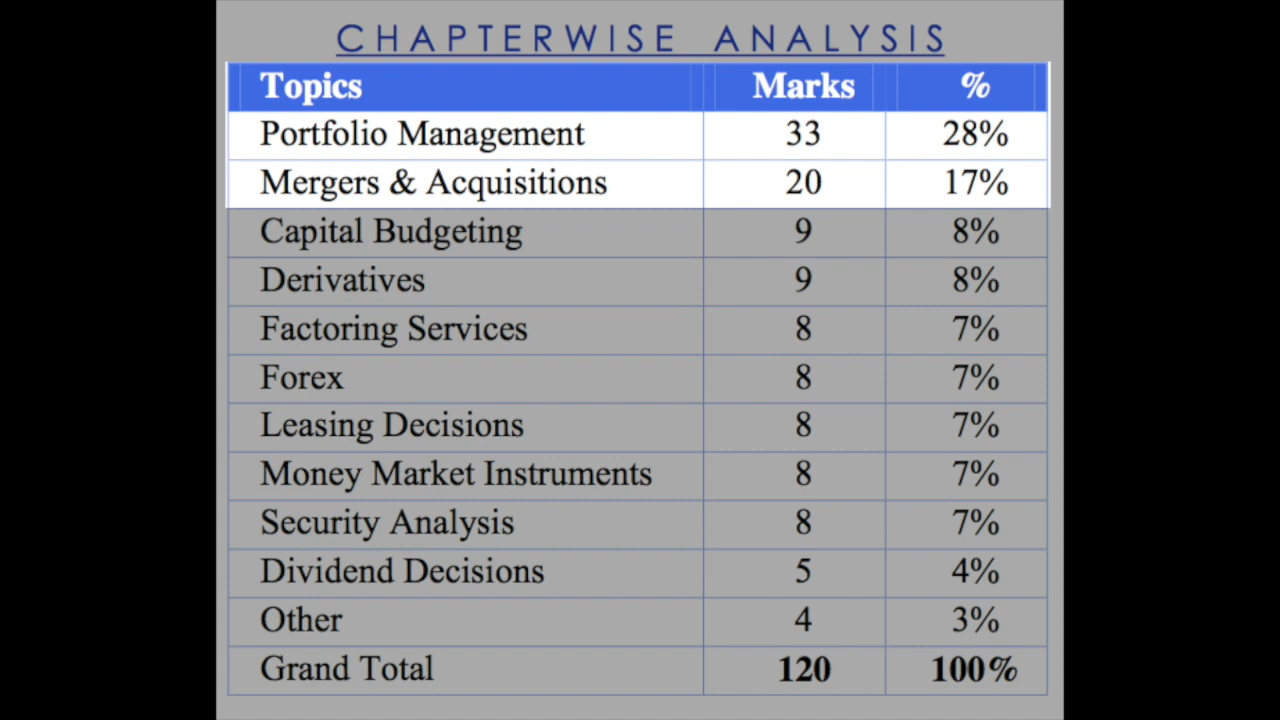 CHAPTERWISE ANALYSIS
Topics Marks %
Portfolio Management 33 28%
Mergers & Acquisitions 20 17%
Capital Budgeting 9 8%
Derivatives 9 8%
Factoring Services 8 7%
Forex 8 7%
Leasing Decisions 8 7%
Money Market Instruments 8 7%
Security Analysis 8 7%
Dividend Decisions 5 4%
Other 4 3%
Grand Total 120 100%